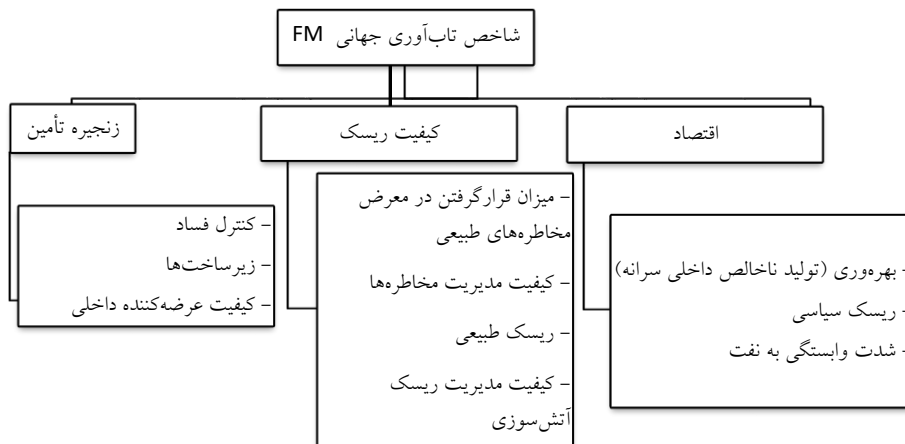 شاخص تاب‌آوری جهانی FM
اقتصاد
- بهره‌وری (تولید ناخالص داخلی سرانه)
- ریسک سیاسی
- شدت وابستگی به نفت
کیفیت ریسک
- میزان قرارگرفتن در معرض
مخاطره‌های طبیعی
- کیفیت مدیریت مخاطره‌ها
- ریسک طبیعی
- کیفیت مدیریت ریسک
آتش‌سوزی
زنجیره تأمین
- کنترل فساد
- زیرساخت‌ها
- کیفیت عرضه‌کننده داخلی